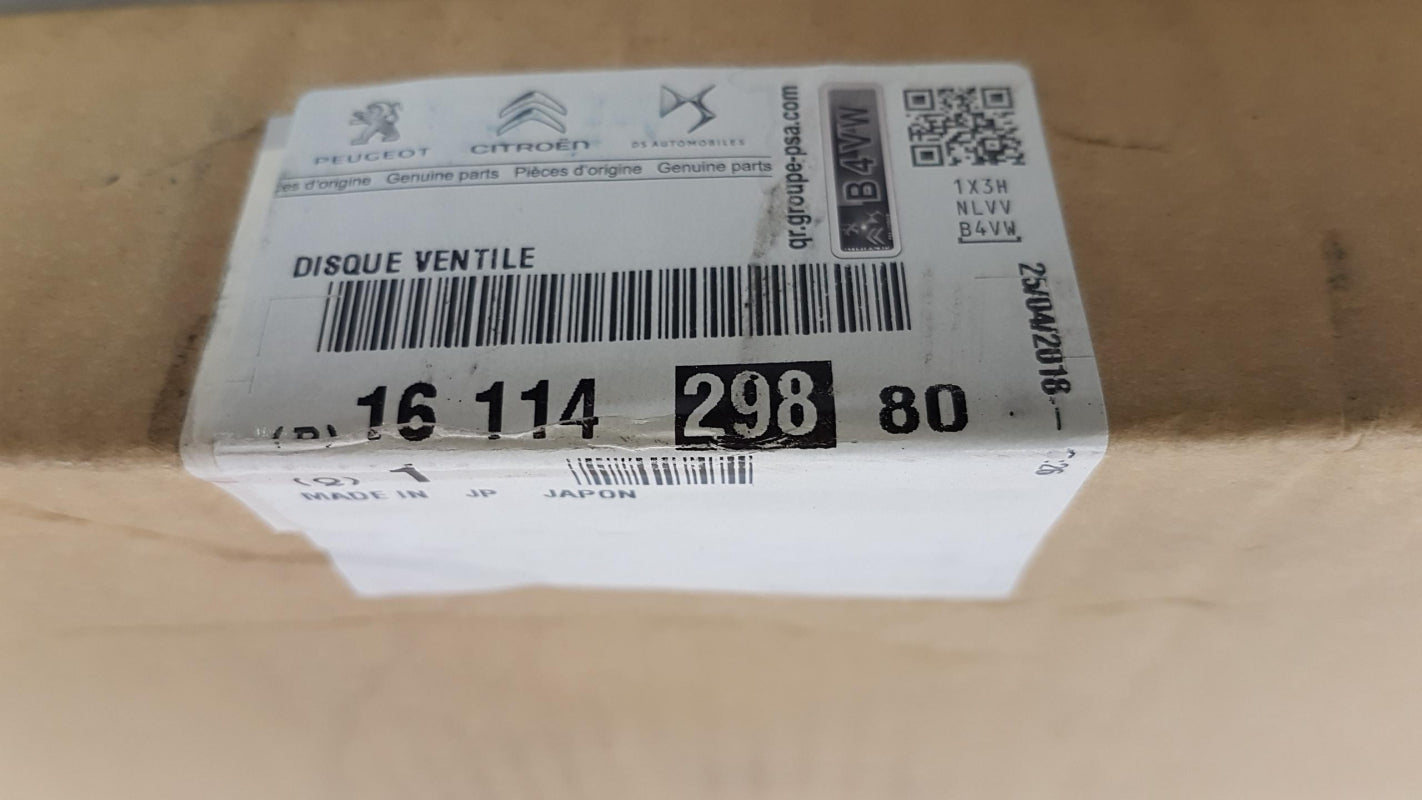 PEUGEOT CITROËN DS AUTOMOBILES
es d'origine Genuine parts Pièces d'origine Genuine parts
qr.groupe-psa.com
B4VW
1X3H
NLVV
B4VW
DISQUE VENTILE
25/04/2018
(P) 16 114 298 80
(Q) 1
MADE IN JP JAPON